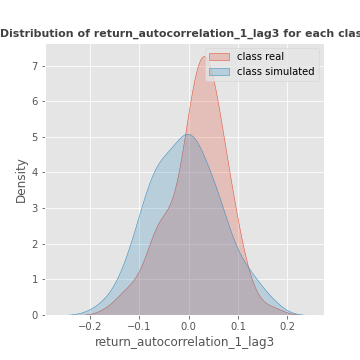 Distribution of return_autocorrelation_1_lag3 for each clas
class real
class simulated
7
6
5
4
3
2
1
0
Density
−0.2 −0.1 0.0 0.1 0.2
return_autocorrelation_1_lag3